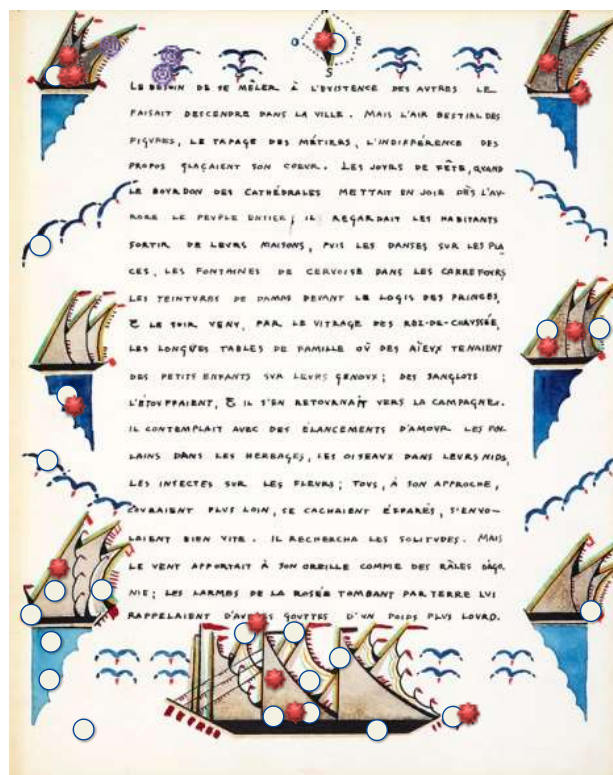 O E
S
LE BESOIN DE SE MÊLER À L'EXISTENCE DES AUTRES LE
FAISAIT DESCENDRE DANS LA VILLE. MAIS L'AIR BESTIAL DES
FIGURES, LE TAPAGE DES MÉTIERS, L'INDIFFÉRENCE DES
PROPOS GLAÇAIENT SON COEUR. LES JOURS DE FÊTE, QUAND
LE BOURDON DES CATHÉDRALES METTAIT EN JOIE DÈS L'AU-
RORE LE PEUPLE ENTIER, IL REGARDAIT LES HABITANTS
SORTIR DE LEURS MAISONS, PUIS LES DANSES SUR LES PLA
CES, LES FONTAINES DE CERVOISE DANS LES CARREFOURS
LES TEINTURES DE DAMAS DEVANT LE LOGIS DES PRINCES,
& LE SOIR VENU, PAR LE VITRAGE DES REZ-DE-CHAUSSÉE,
LES LONGUES TABLES DE FAMILLE OÙ DES AÏEUX TENAIENT
DES PETITS ENFANTS SUR LEURS GENOUX; DES SANGLOTS
L'ÉTOUFFAIENT, & IL S'EN RETOURNAIT VERS LA CAMPAGNE.
IL CONTEMPLAIT AVEC DES ÉLANCEMENTS D'AMOUR LES POU
LAINS DANS LES HERBAGES, LES OISEAUX DANS LEURS NIDS,
LES INSECTES SUR LES FLEURS; TOUS, À SON APPROCHE,
COURAIENT PLUS LOIN, SE CACHAIENT EFFARÉS, S'ENVO-
LAIENT BIEN VITE. IL RECHERCHA LES SOLITUDES. MAIS
LE VENT APPORTAIT À SON OREILLE COMME DES RÂLES D'AGO
NIE; LES LARMES DE LA ROSÉE TOMBANT PAR TERRE LUI
RAPPELAIENT D'AUTRES GOUTTES D'UN POIDS PLUS LOURD.